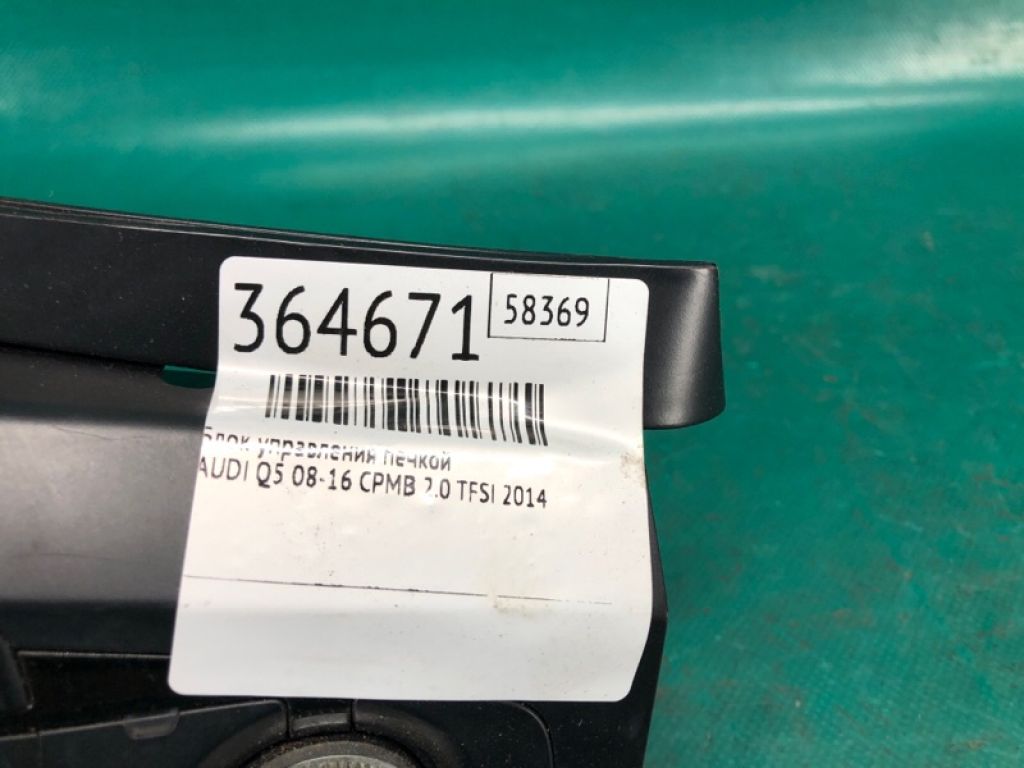 364671
58369
Блок управления печкой
AUDI Q5 08-16 CPMB 2.0 TFSI 2014